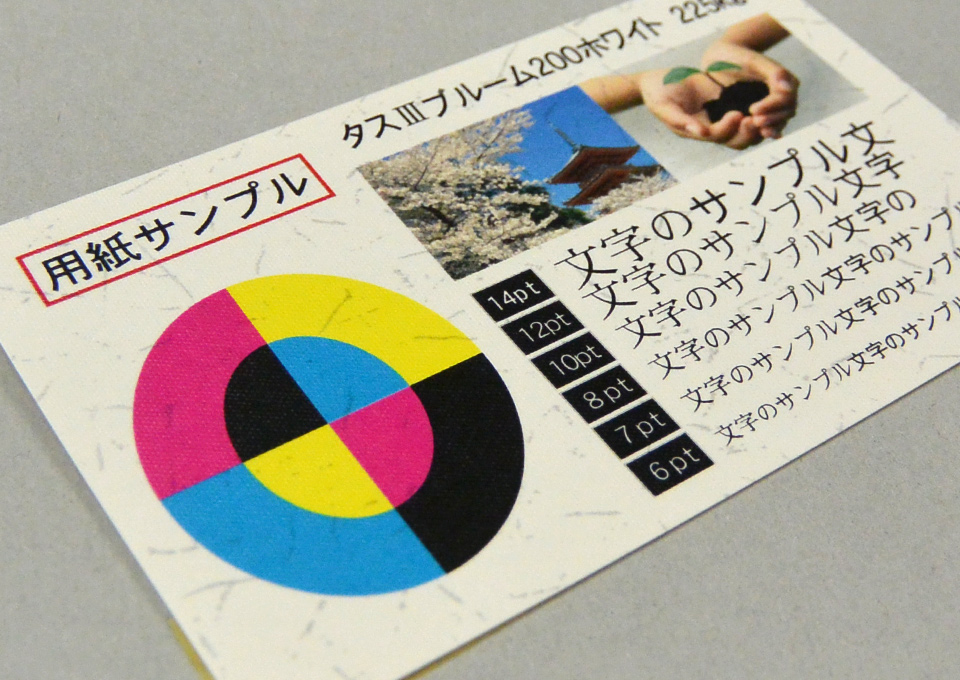 タスⅢブルーム200ホワイト 225kg
用紙サンプル
14pt 文字のサンプル文
12pt 文字のサンプル文字
10pt 文字のサンプル文字の
8pt 文字のサンプル文字のサンプ
7pt 文字のサンプル文字のサンプ
6pt 文字のサンプル文字のサンプル